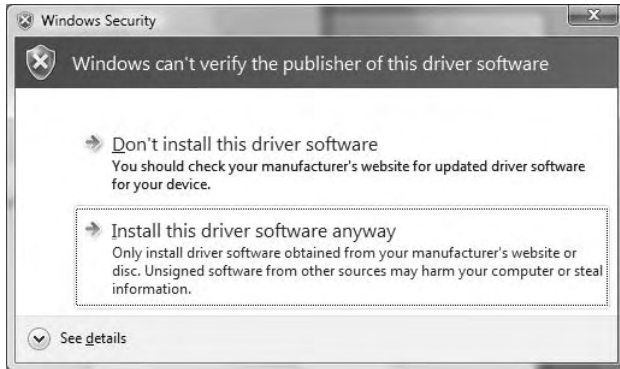 Windows Security
Windows can't verify the publisher of this driver software
Don't install this driver software
You should check your manufacturer's website for updated driver software
for your device.
Install this driver software anyway
Only install driver software obtained from your manufacturer's website or
disc. Unsigned software from other sources may harm your computer or steal
information.
See details